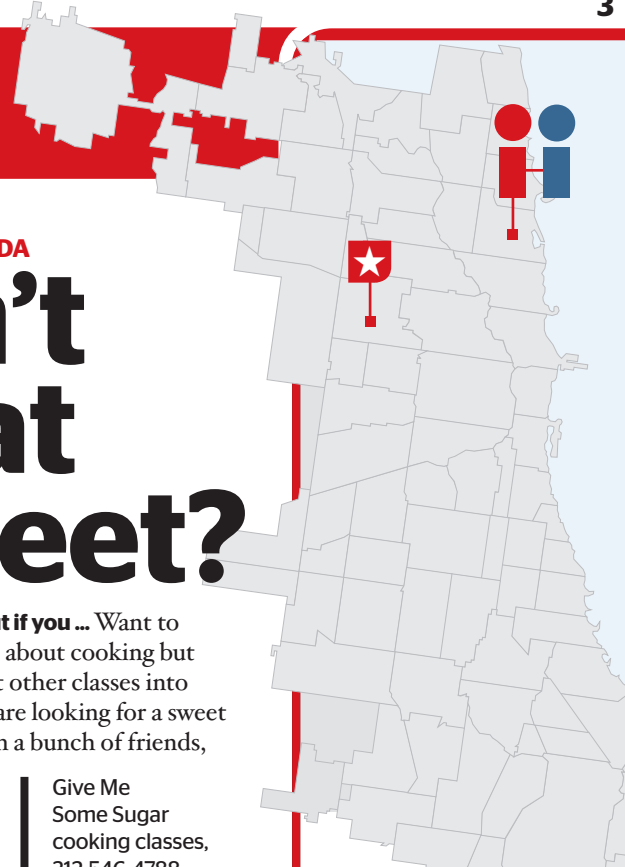 3
DA
’t
at
eet?
t if you ... Want to
about cooking but
other classes into
are looking for a sweet
a bunch of friends,
Give Me
Some Sugar
cooking classes,